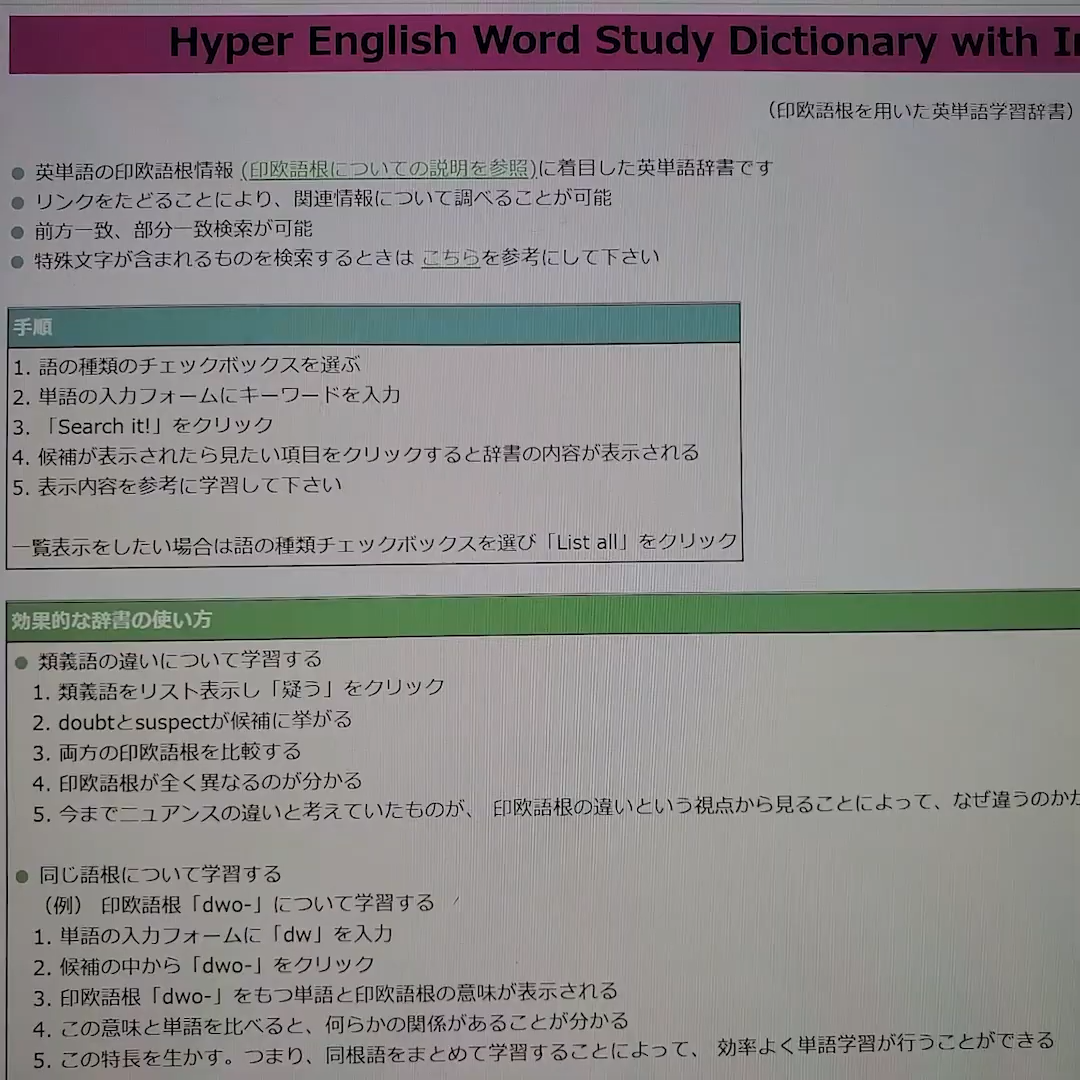 Hyper English Word Study Dictionary with
(印欧語根を用いた英単語学習辞書)
● 英単語の印欧語根情報 (印欧語根についての説明を参照)に着目した英単語辞書です
● リンクをたどることにより、関連情報について調べることが可能
● 前方一致、部分一致検索が可能
● 特殊文字が含まれるものを検索するときは こちらを参考にして下さい
手順
1. 語の種類のチェックボックスを選ぶ
2. 単語の入力フォームにキーワードを入力
3. 「Search it!」をクリック
4. 候補が表示されたら見たい項目をクリックすると辞書の内容が表示される
5. 表示内容を参考に学習して下さい
一覧表示をしたい場合は語の種類チェックボックスを選び「List all」をクリック
効果的な辞書の使い方
● 類義語の違いについて学習する
1. 類義語をリスト表示し「疑う」をクリック
2. doubtとsuspectが候補に挙がる
3. 両方の印欧語根を比較する
4. 印欧語根が全く異なるのが分かる
5. 今までニュアンスの違いと考えていたものが、 印欧語根の違いという視点から見ることによって、なぜ違うのか
● 同じ語根について学習する
(例) 印欧語根「dwo-」について学習する
1. 単語の入力フォームに「dw」を入力
2. 候補の中から「dwo-」をクリック
3. 印欧語根「dwo-」をもつ単語と印欧語根の意味が表示される
4. この意味と単語を比べると、何らかの関係があることが分かる
5. この特長を生かす。つまり、同根語をまとめて学習することによって、 効率よく単語学習が行うことができる